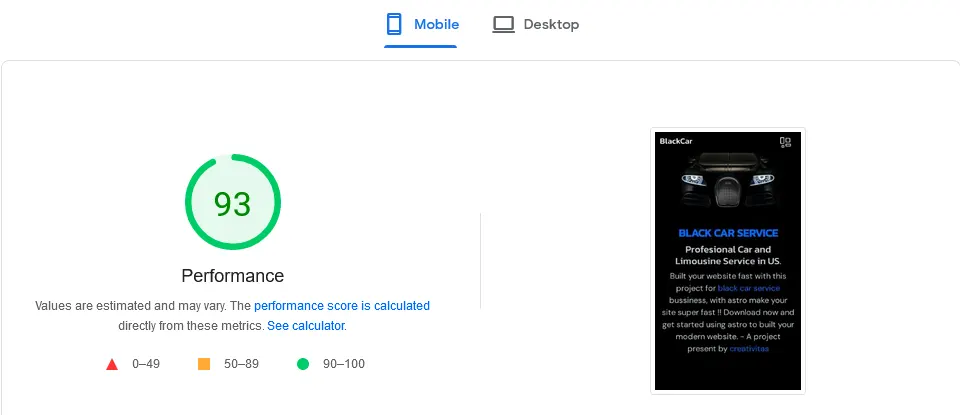 Mobile
Desktop
93
Performance
Values are estimated and may vary. The performance score is calculated
directly from these metrics. See calculator.
0–49
50–89
90–100
BlackCar
BLACK CAR SERVICE
Profesional Car and
Limousine Service in US.
Built your website fast with this
project for black car service
bussiness, with astro make your
site super fast !! Download now and
get started using astro to built your
modern website. - A project
present by creativitas